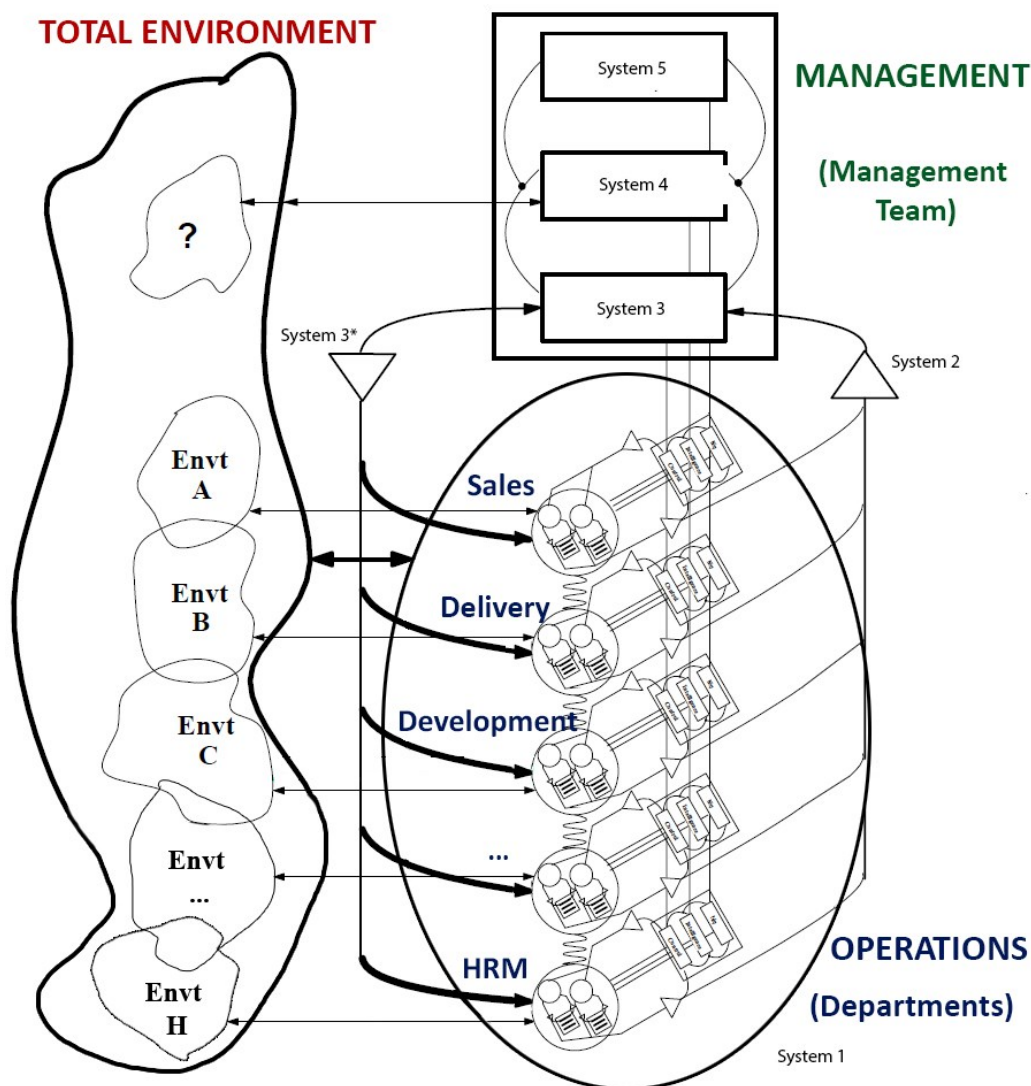 TOTAL ENVIRONMENT
System 5
MANAGEMENT
System 4
(Management
Team)
?
System 3
System 3*
System 2
Envt
A
Sales
Envt
B
Delivery
Envt
C
Development
Envt
...
...
Envt
H
HRM
OPERATIONS
(Departments)
System 1